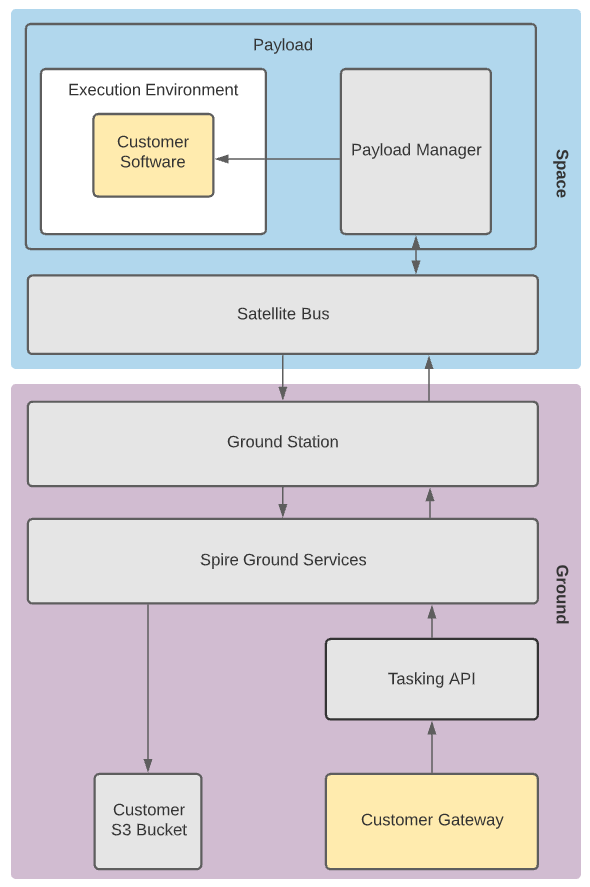 Payload
Execution Environment
Customer
Software
Payload Manager
Space
Satellite Bus
Ground Station
Spire Ground Services
Ground
Tasking API
Customer
S3 Bucket
Customer Gateway